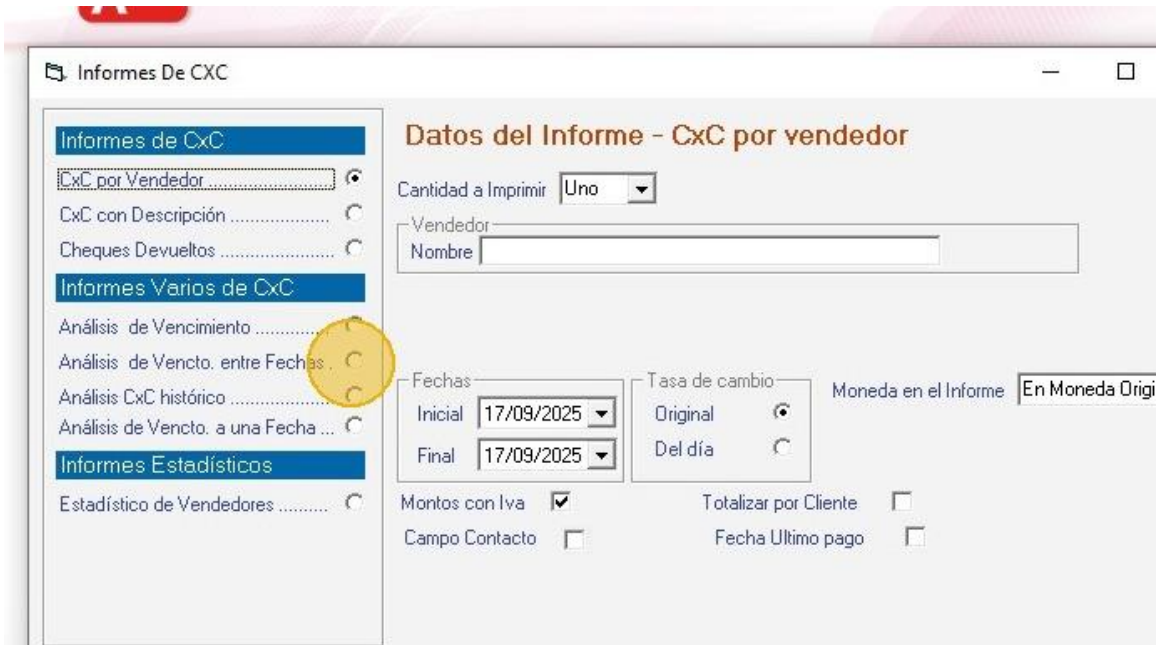 Informes De CXC
Informes de CxC
CxC por Vendedor ........................
CxC con Descripción ....................
Cheques Devueltos .......................
Informes Varios de CxC
Análisis de Vencimiento ...............
Análisis de Vencto. entre Fechas .
Análisis CxC histórico ....................
Análisis de Vencto. a una Fecha ...
Informes Estadísticos
Estadístico de Vendedores ..........
Datos del Informe - CxC por vendedor
Cantidad a Imprimir Uno
Vendedor
Nombre
Fechas
Inicial 17/09/2025
Final 17/09/2025
Tasa de cambio
Original
Del día
Moneda en el Informe En Moneda Origi
Montos con Iva Totalizar por Cliente
Campo Contacto Fecha Ultimo pago